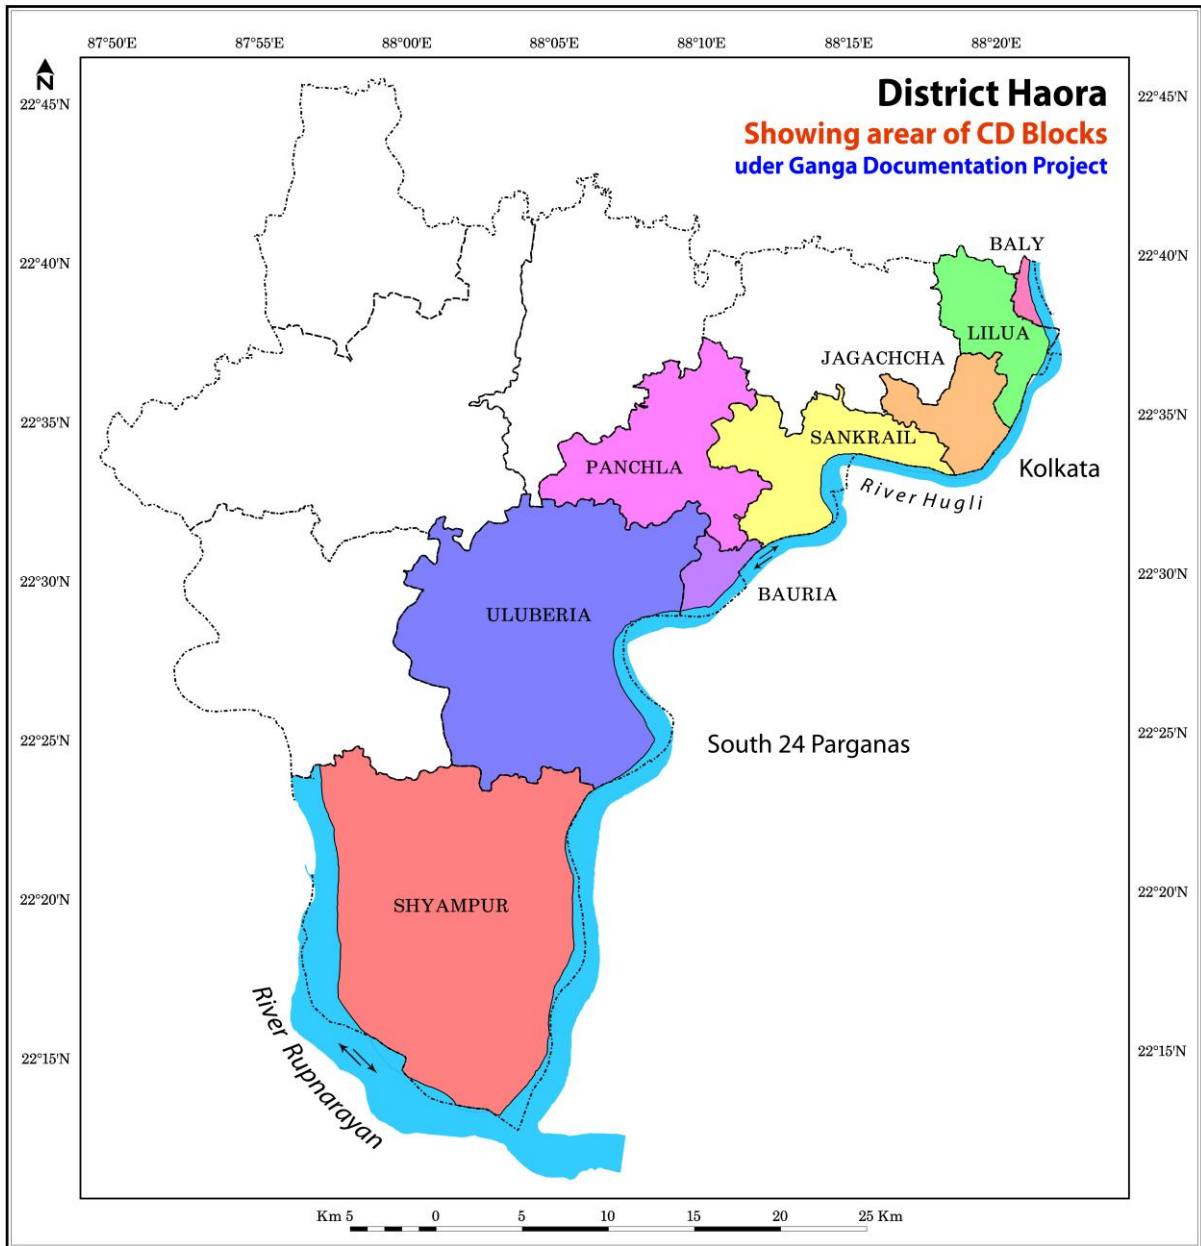 87°50'E 87°55'E 88°00'E 88°05'E 88°10'E 88°15'E 88°20'E
N
22°45'N 22°45'N
District Haora
Showing arear of CD Blocks
uder Ganga Documentation Project
BALY
22°40'N 22°40'N
LILUA
JAGACHCHA
22°35'N 22°35'N
SANKRAIL
PANCHLA
Kolkata
River Hugli
22°30'N 22°30'N
BAURIA
ULUBERIA
22°25'N 22°25'N
South 24 Parganas
22°20'N 22°20'N
SHYAMPUR
River Rupnarayan
22°15'N 22°15'N
Km 5 0 5 10 15 20 25 Km